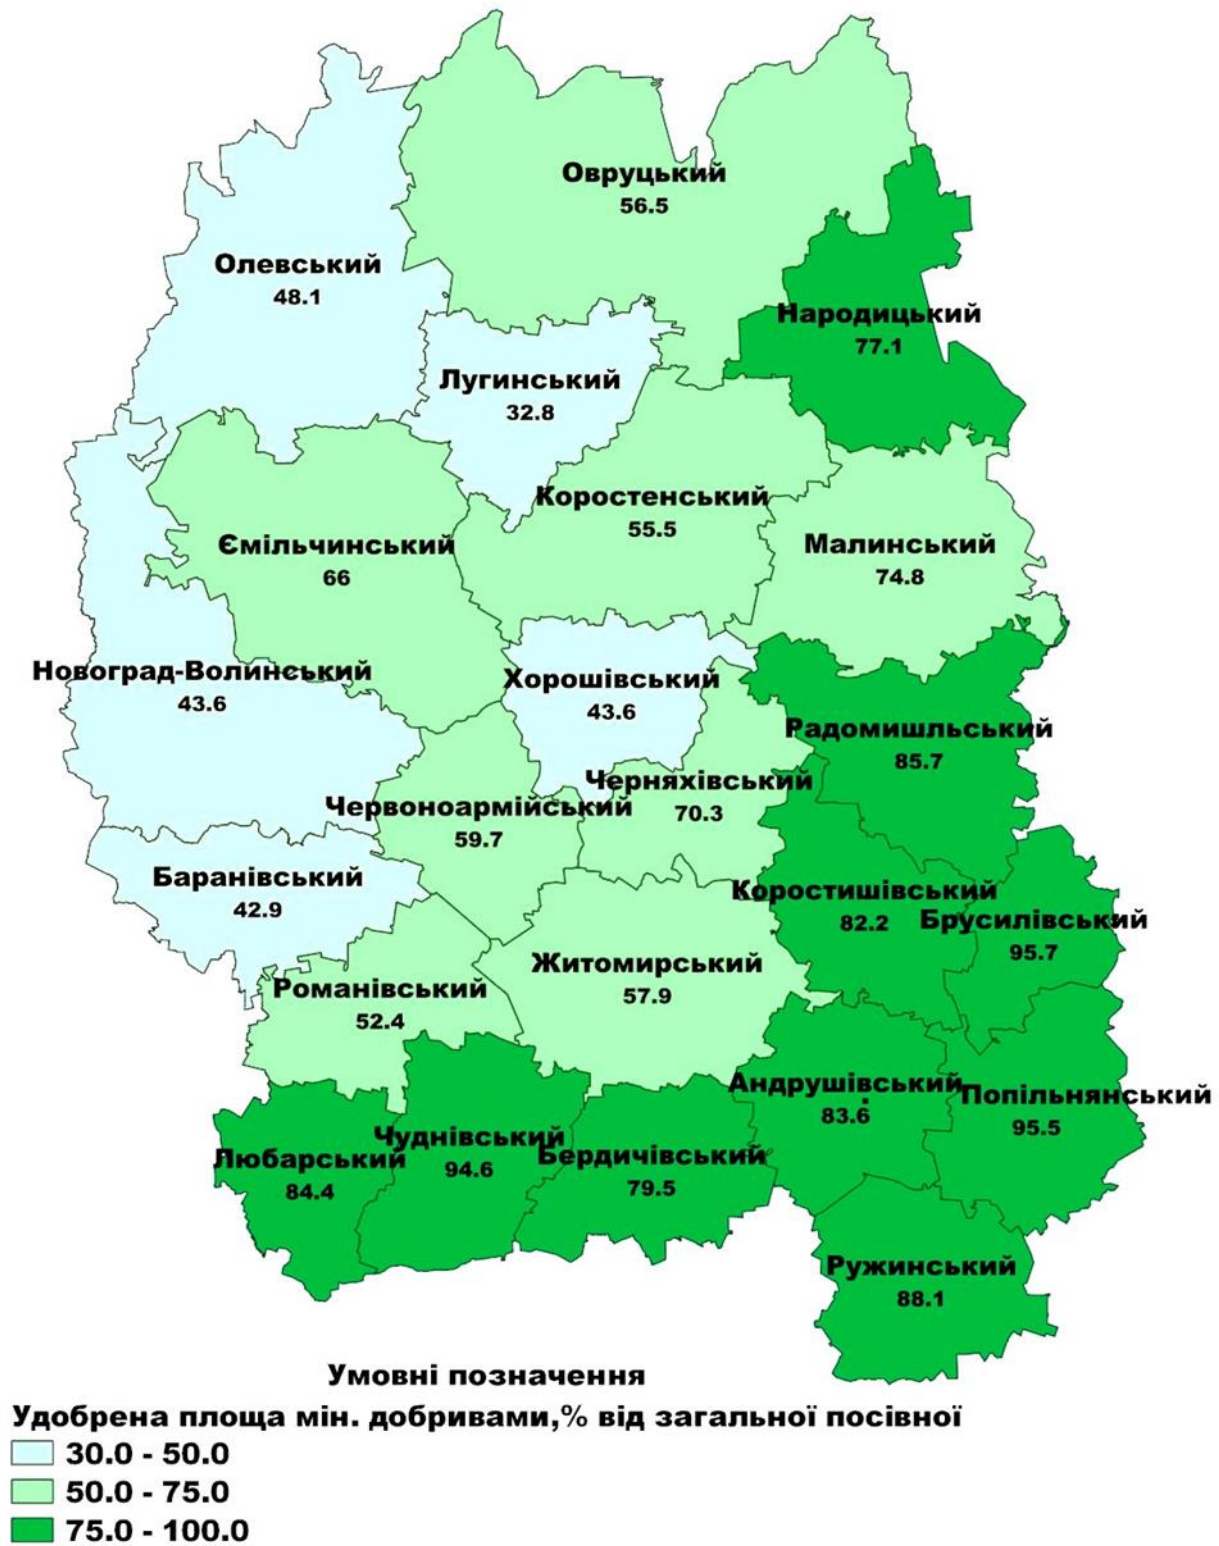 Овруцький
56.5
Олевський
48.1
Народицький
77.1
Лугинський
32.8
Коростенський
55.5
Ємільчинський
66
Малинський
74.8
Новоград-Волинський
43.6
Хорошівський
43.6
Радомишльський
85.7
Черняхівський
70.3
Червоноармійський
59.7
Баранівський
42.9
Коростишівський
82.2
Брусилівський
95.7
Житомирський
57.9
Романівський
52.4
Андрушівський
83.6
Попільнянський
95.5
Чуднівський
94.6
Любарський
84.4
Бердичівський
79.5
Ружинський
88.1
Умовні позначення
Удобрена площа мін. добривами,% від загальної посівної
30.0 - 50.0
50.0 - 75.0
75.0 - 100.0